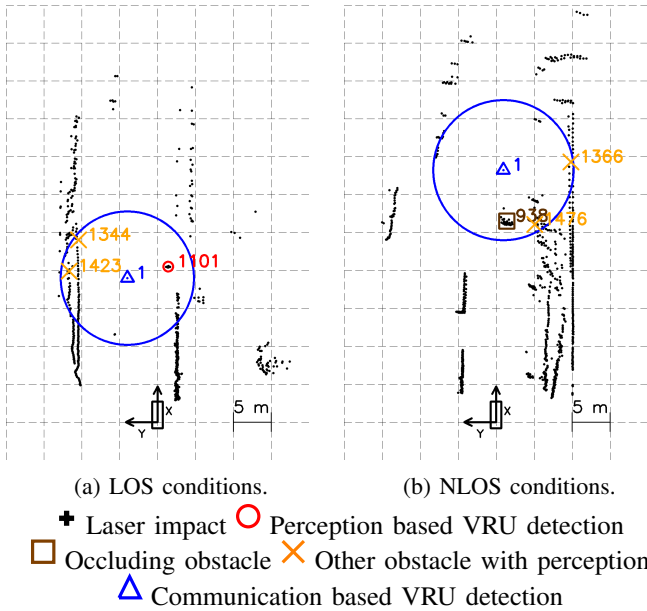 1366
1
938
1476
1344
1423
1
1101
X
Y
5 m
X
Y
5 m
(a) LOS conditions.
(b) NLOS conditions.
Laser impact
Perception based VRU detection
Occluding obstacle
Other obstacle with perception
Communication based VRU detection